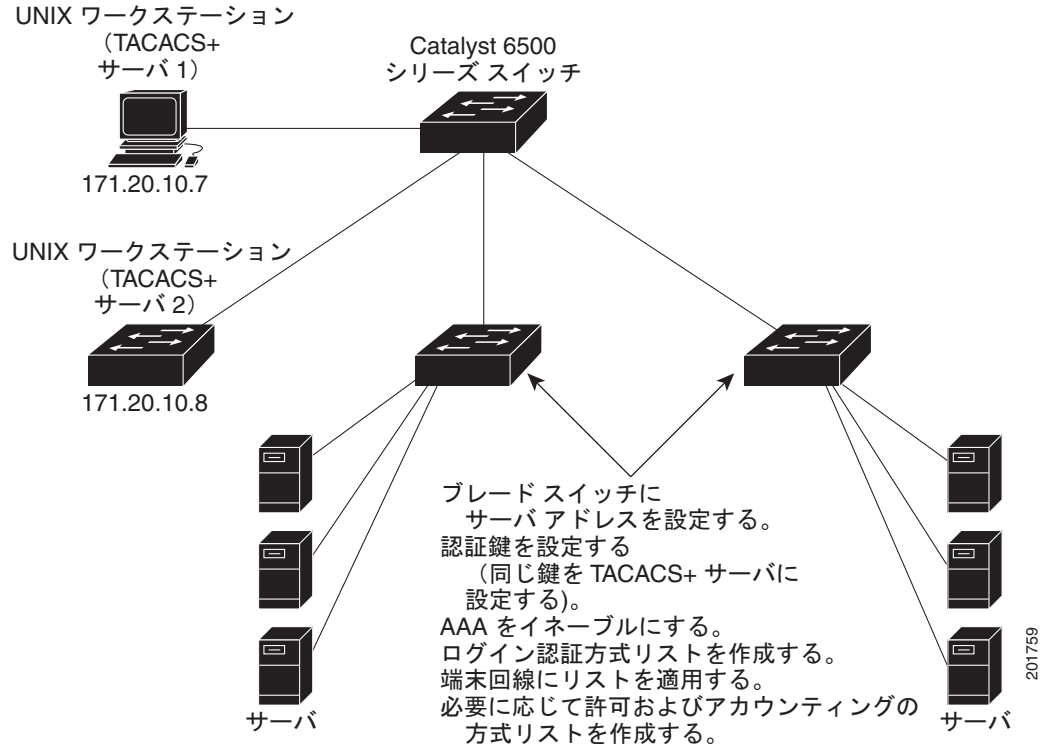 UNIX ワークステーション
（TACACS+
サーバ 1）
Catalyst 6500
シリーズ スイッチ
171.20.10.7
UNIX ワークステーション
（TACACS+
サーバ 2）
171.20.10.8
ブレード スイッチに
サーバ アドレスを設定する。
認証鍵を設定する
（同じ鍵を TACACS+ サーバに
設定する)。
AAA をイネーブルにする。
ログイン認証方式リストを作成する。
端末回線にリストを適用する。
必要に応じて許可およびアカウンティングの
方式リストを作成する。
サーバ
サーバ
201759